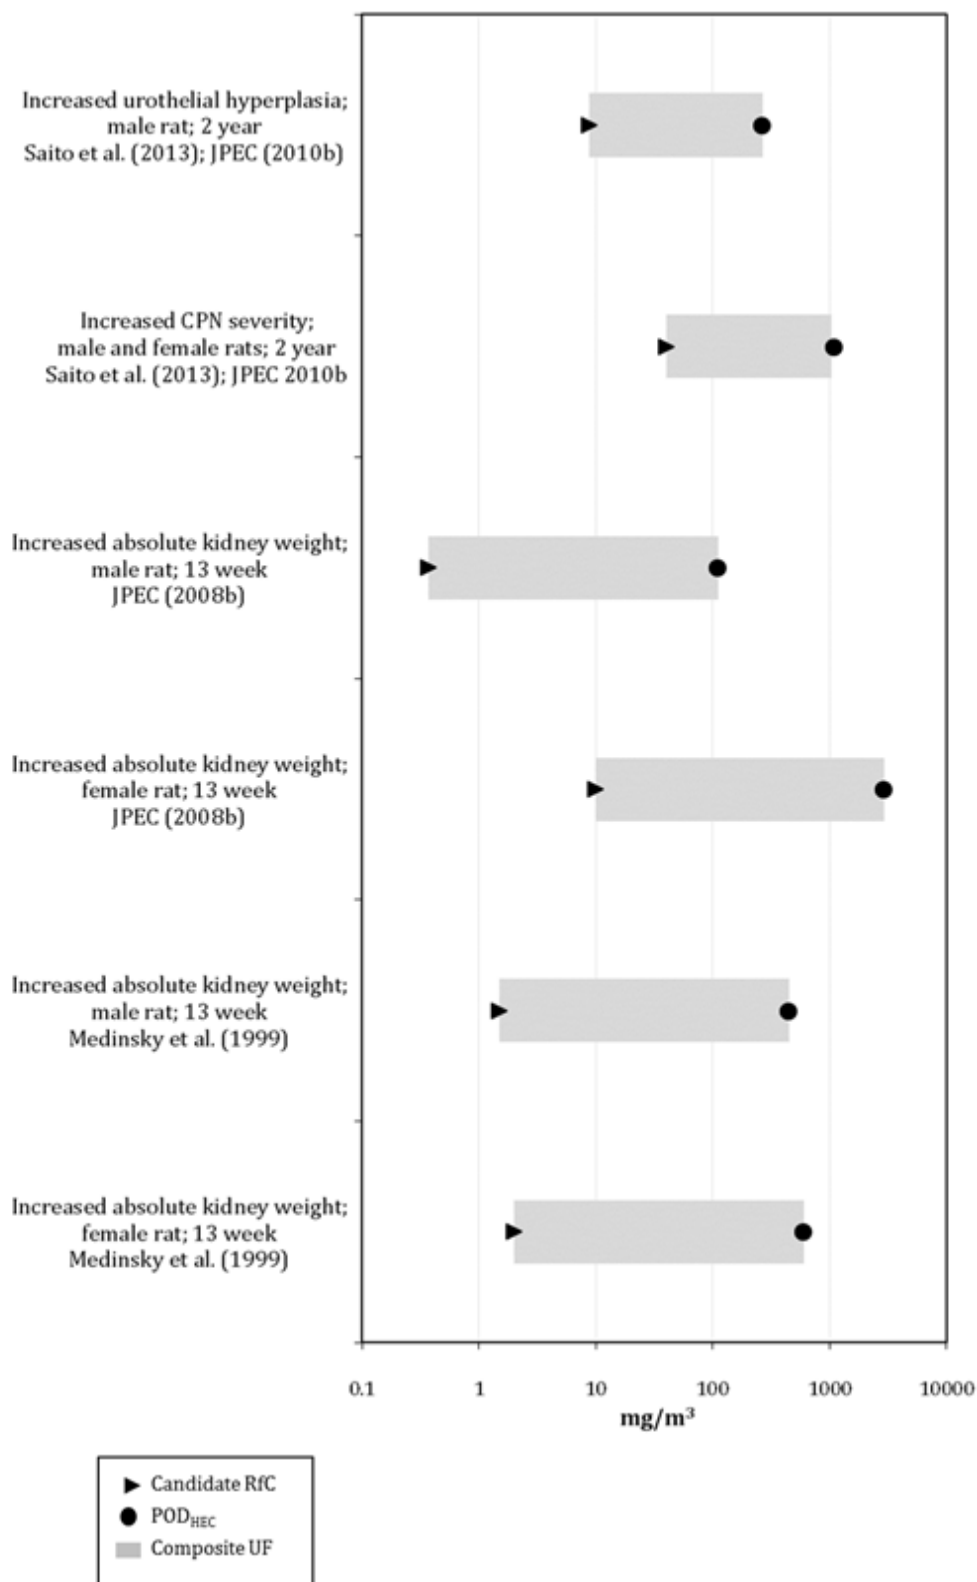 Increased urothelial hyperplasia;
male rat; 2 year
Saito et al. (2013); JPEC (2010b)
Increased CPN severity;
male and female rats; 2 year
Saito et al. (2013); JPEC 2010b
Increased absolute kidney weight;
male rat; 13 week
JPEC (2008b)
Increased absolute kidney weight;
female rat; 13 week
JPEC (2008b)
Increased absolute kidney weight;
male rat; 13 week
Medinsky et al. (1999)
Increased absolute kidney weight;
female rat; 13 week
Medinsky et al. (1999)
0.1 1 10 100 1000 10000
mg/m³
Candidate RfC
POD_HEC
Composite UF